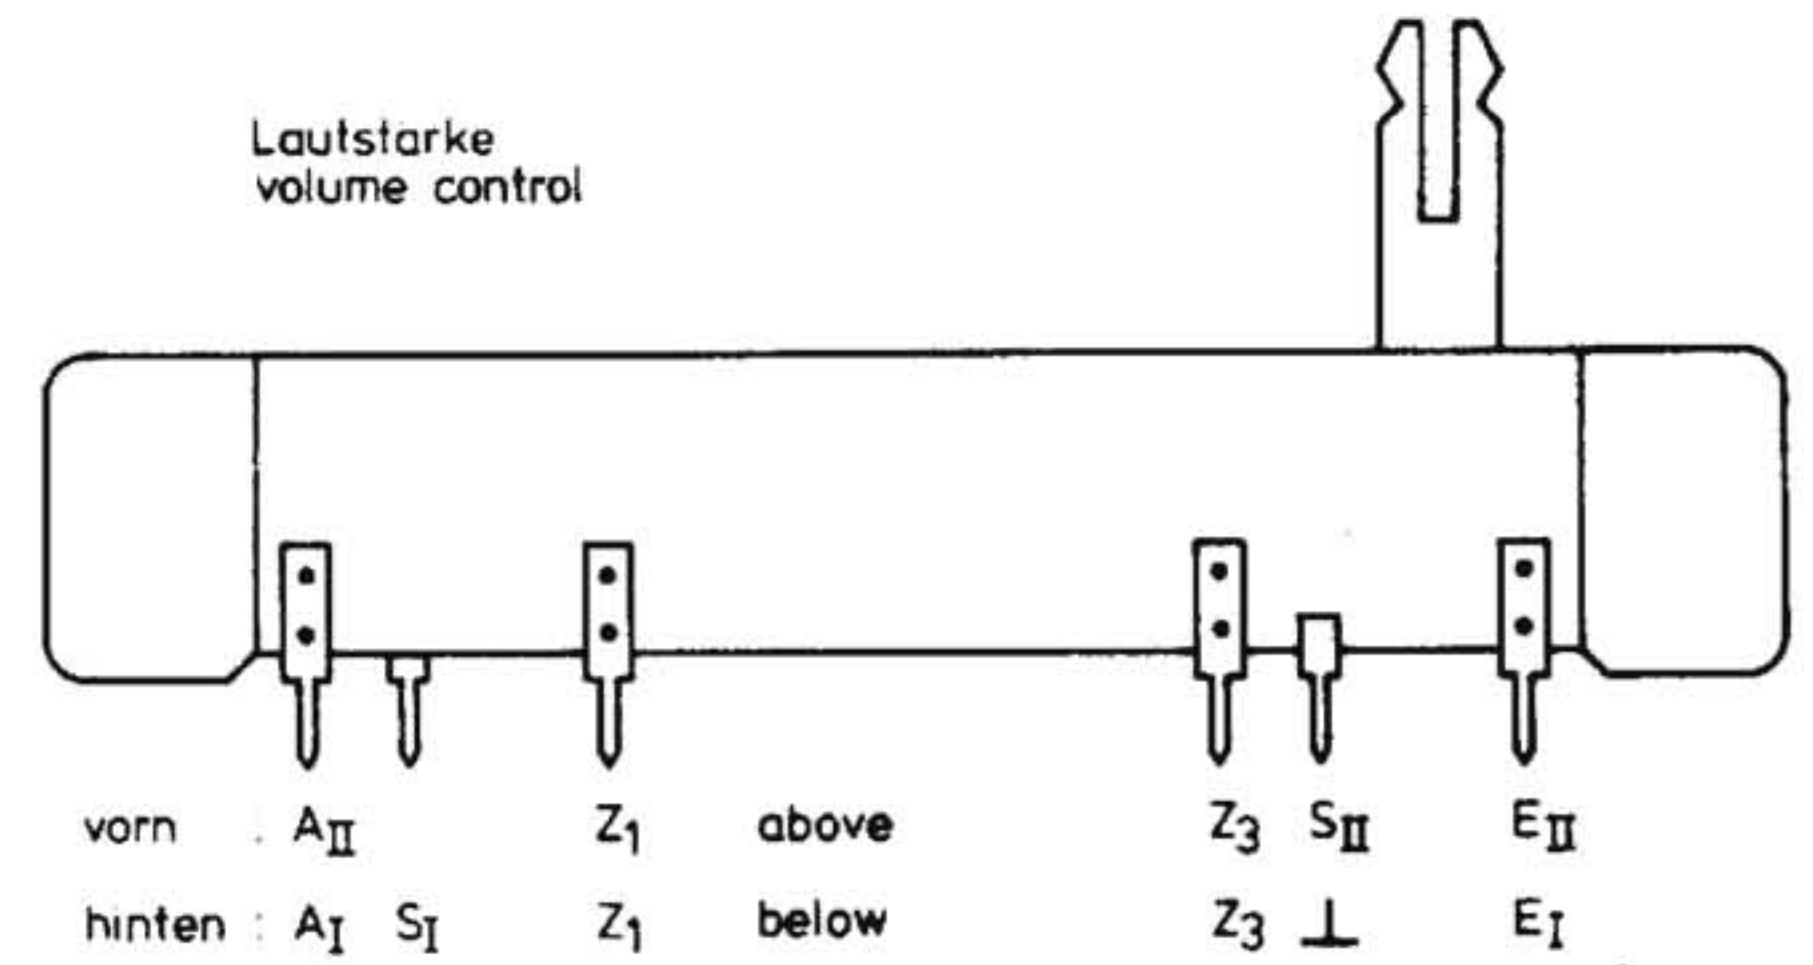 Lautstarke
volume control
vorn : A_II Z_1 above Z_3 S_II E_II
hinten : A_I S_I Z_1 below Z_3 ⊥ E_I